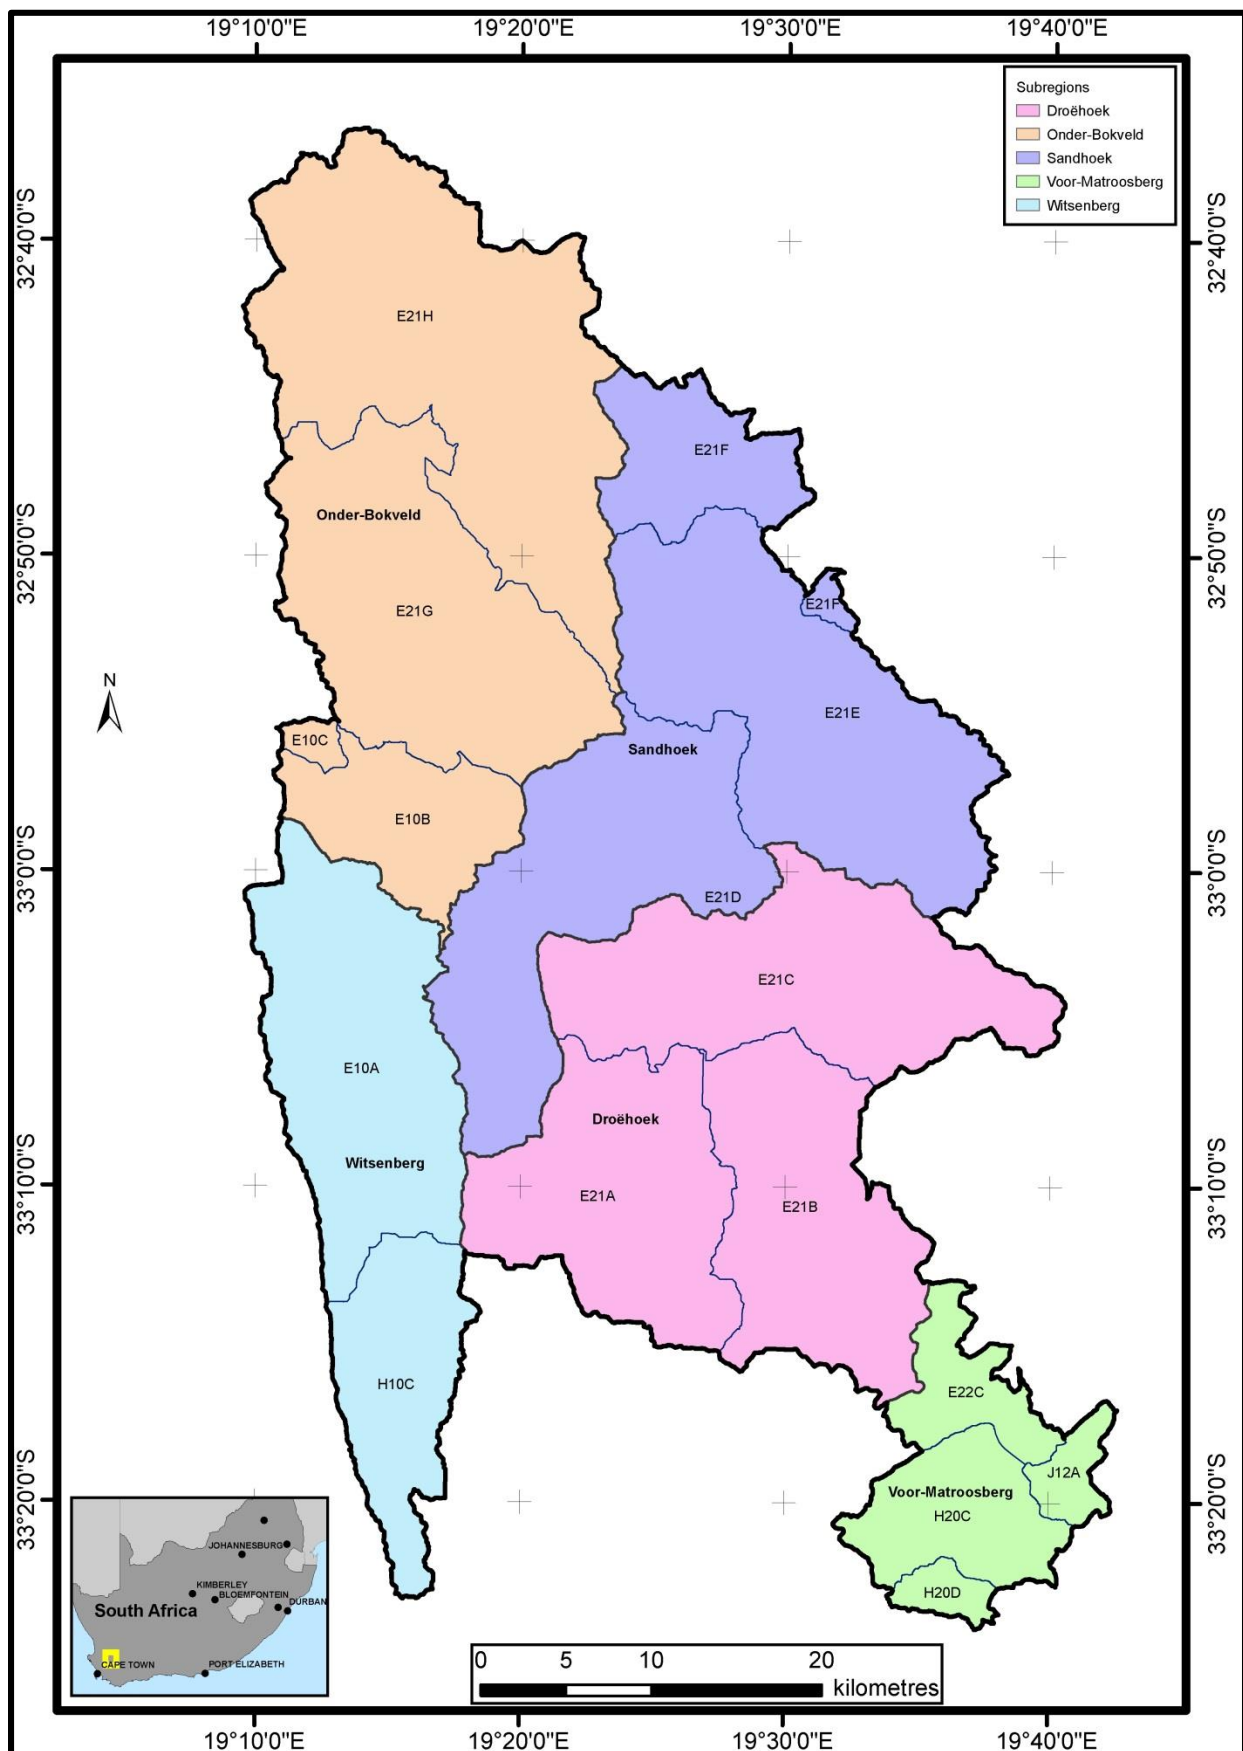 19°10'0"E 19°20'0"E 19°30'0"E 19°40'0"E
Subregions
Droëhoek
Onder-Bokveld
Sandhoek
Voor-Matroosberg
Witsenberg
32°40'0"S 32°40'0"S
E21H
E21F
Onder-Bokveld
32°50'0"S 32°50'0"S
E21G
E21F
N
E21E
E10C
Sandhoek
E10B
33°0'0"S 33°0'0"S
E21D
E21C
E10A
Droëhoek
Witsenberg
33°10'0"S 33°10'0"S
E21A
E21B
H10C
E22C
J12A
33°20'0"S 33°20'0"S
Voor-Matroosberg
H20C
H20D
JOHANNESBURG
KIMBERLEY
BLOEMFONTEIN
DURBAN
South Africa
CAPE TOWN
PORT ELIZABETH
0 5 10 20
kilometres
19°10'0"E 19°20'0"E 19°30'0"E 19°40'0"E